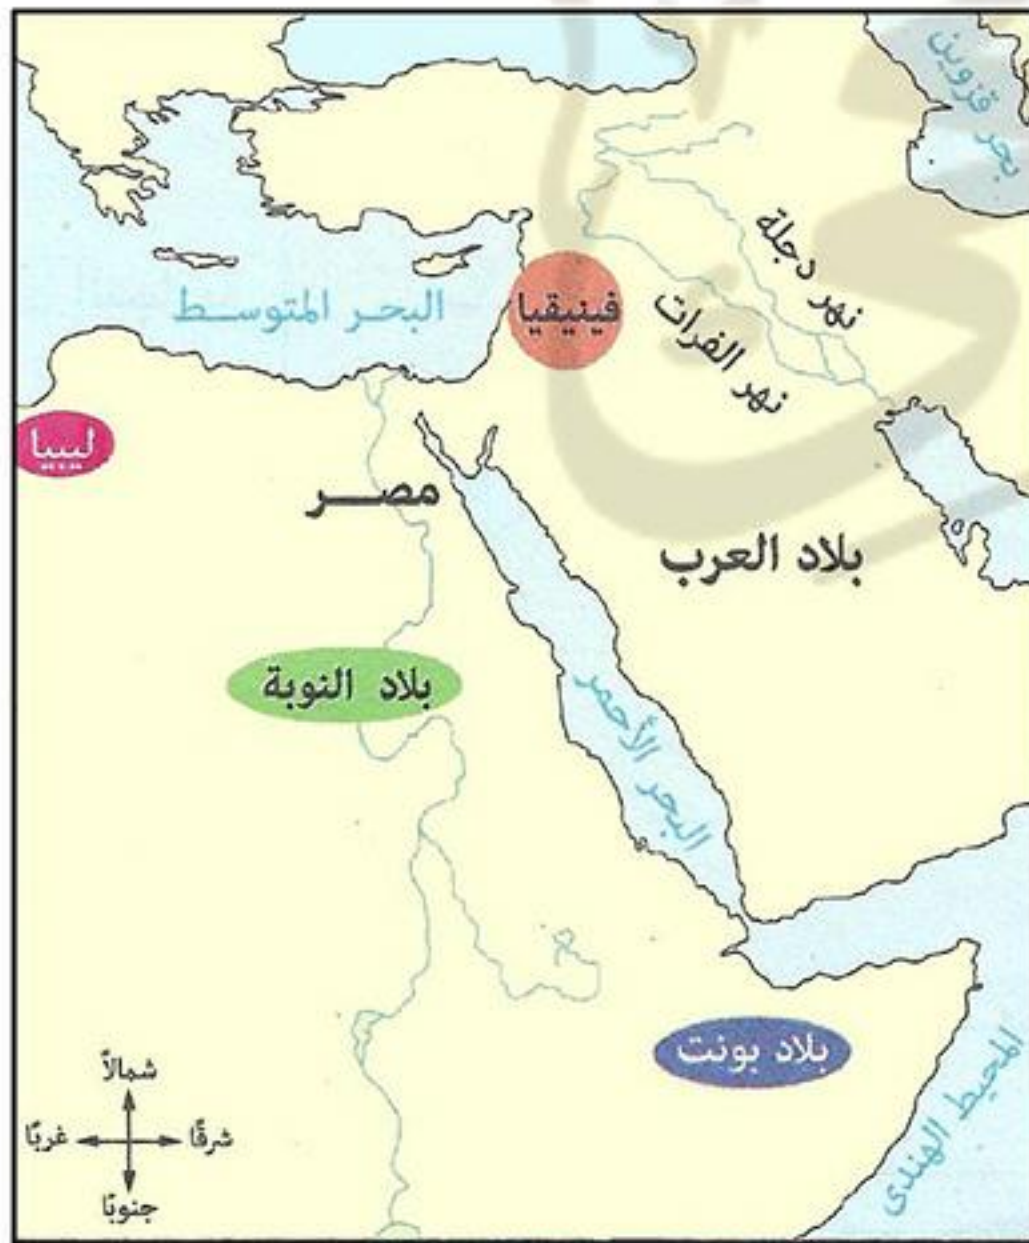 بحر قزوين
نهر دجلة
نهر الفرات
فينيقيا
البحر المتوسط
ليبيا
مصر
بلاد العرب
بلاد النوبة
البحر الأحمر
بلاد بونت
المحيط الهندى
شمالاً
شرقًا
غربًا
جنوبًا